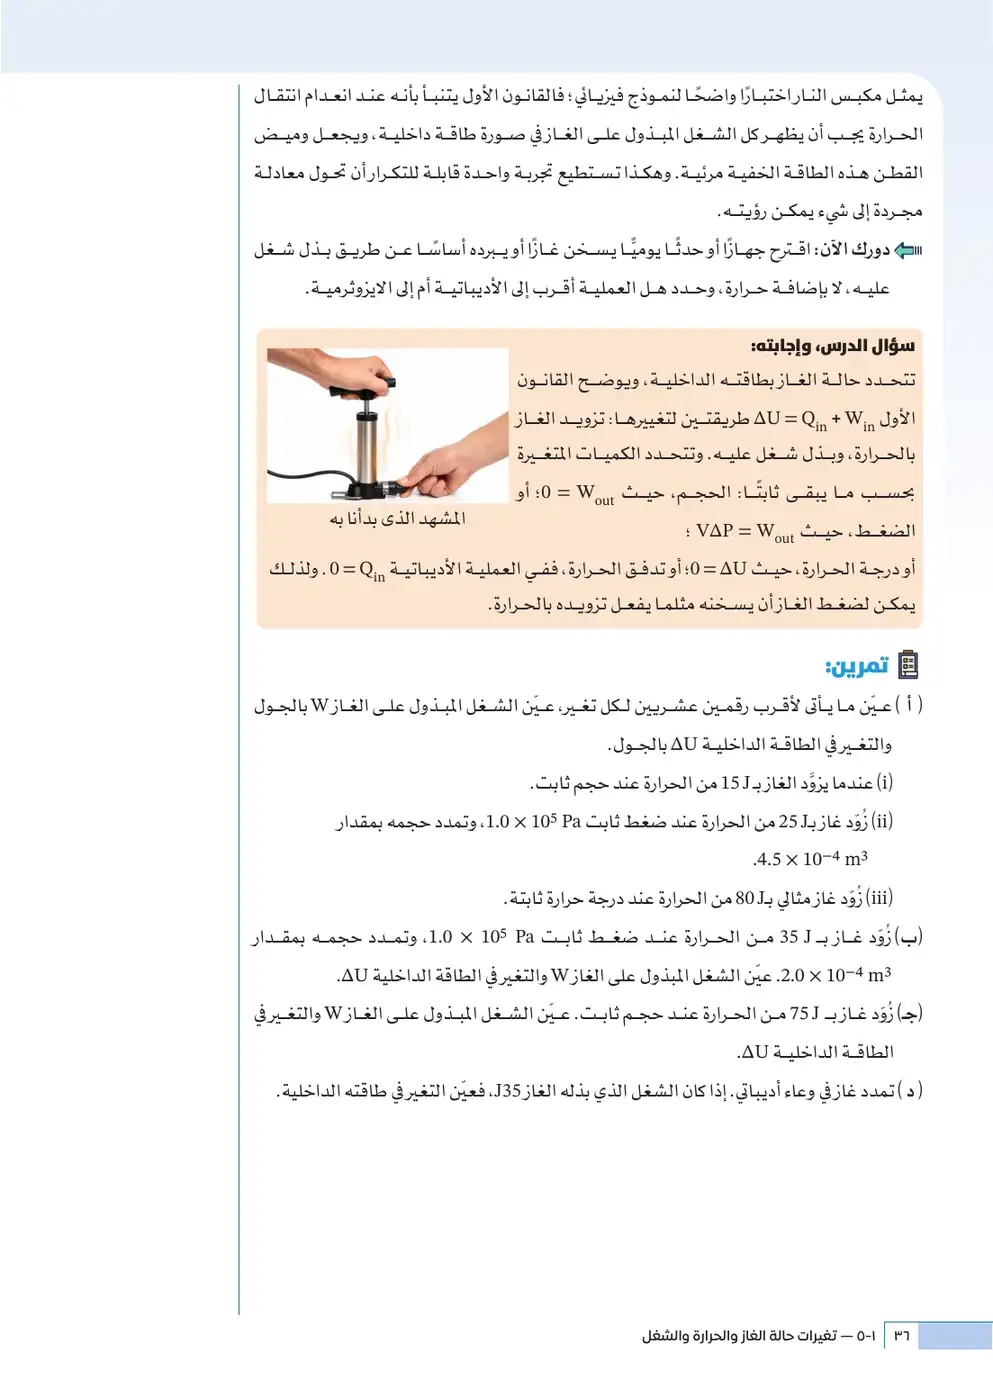 يمثل مكبس النار اختبارًا واضحًا لنموذج فيزيائي؛ فالقانون الأول يتنبأ بأنه عند انعدام انتقال
الحرارة يجب أن يظهر كل الشغل المبذول على الغاز في صورة طاقة داخلية، ويجعل وميض
القطن هذه الطاقة الخفية مرئية. وهكذا تستطيع تجربة واحدة قابلة للتكرار أن تحول معادلة
مجردة إلى شيء يمكن رؤيته.
دورك الآن: اقترح جهازًا أو حدثًا يوميًا يسخن غازًا أو يبرده أساسًا عن طريق بذل شغل
عليه، لا بإضافة حرارة، وحدد هل العملية أقرب إلى الأديباتية أم إلى الايزوثرمية.
سؤال الدرس، وإجابته:
تتحدد حالة الغاز بطاقته الداخلية، ويوضح القانون
الأول ΔU = Qin + Win طريقتين لتغييرها: تزويد الغاز
بالحرارة، وبذل شغل عليه. وتتحدد الكميات المتغيرة
بحسب ما يبقى ثابتًا: الحجم، حيث 0 = Wout؛ أو
الضغط، حيث VΔP = Wout ؛
المشهد الذى بدأنا به
أو درجة الحرارة، حيث 0 = ΔU؛ أو تدفق الحرارة، ففي العملية الأديباتية 0 = Qin . ولذلك
يمكن لضغط الغاز أن يسخنه مثلما يفعل تزويده بالحرارة.
تمرين:
( أ ) عيّن ما يأتى لأقرب رقمين عشريين لكل تغير، عيّن الشغل المبذول على الغاز W بالجول
والتغير في الطاقة الداخلية ΔU بالجول.
(i) عندما يزوَّد الغاز بـ 15 J من الحرارة عند حجم ثابت.
(ii) زُوّد غاز بـ 25 J من الحرارة عند ضغط ثابت 1.0 × 10⁵ Pa، وتمدد حجمه بمقدار
4.5 × 10⁻⁴ m³.
(iii) زُوّد غاز مثالي بـ 80 J من الحرارة عند درجة حرارة ثابتة.
(ب) زُوّد غاز بـ 35 J من الحرارة عند ضغط ثابت 1.0 × 10⁵ Pa، وتمدد حجمه بمقدار
2.0 × 10⁻⁴ m³. عيّن الشغل المبذول على الغاز W والتغير في الطاقة الداخلية ΔU.
(جـ) زُوّد غاز بـ 75 J من الحرارة عند حجم ثابت. عيّن الشغل المبذول على الغاز W والتغير في
الطاقة الداخلية ΔU.
( د ) تمدد غاز في وعاء أديباتي. إذا كان الشغل الذي بذله الغاز J35، فعيّن التغير في طاقته الداخلية.
٣٦ ١-٥ — تغيرات حالة الغاز والحرارة والشغل